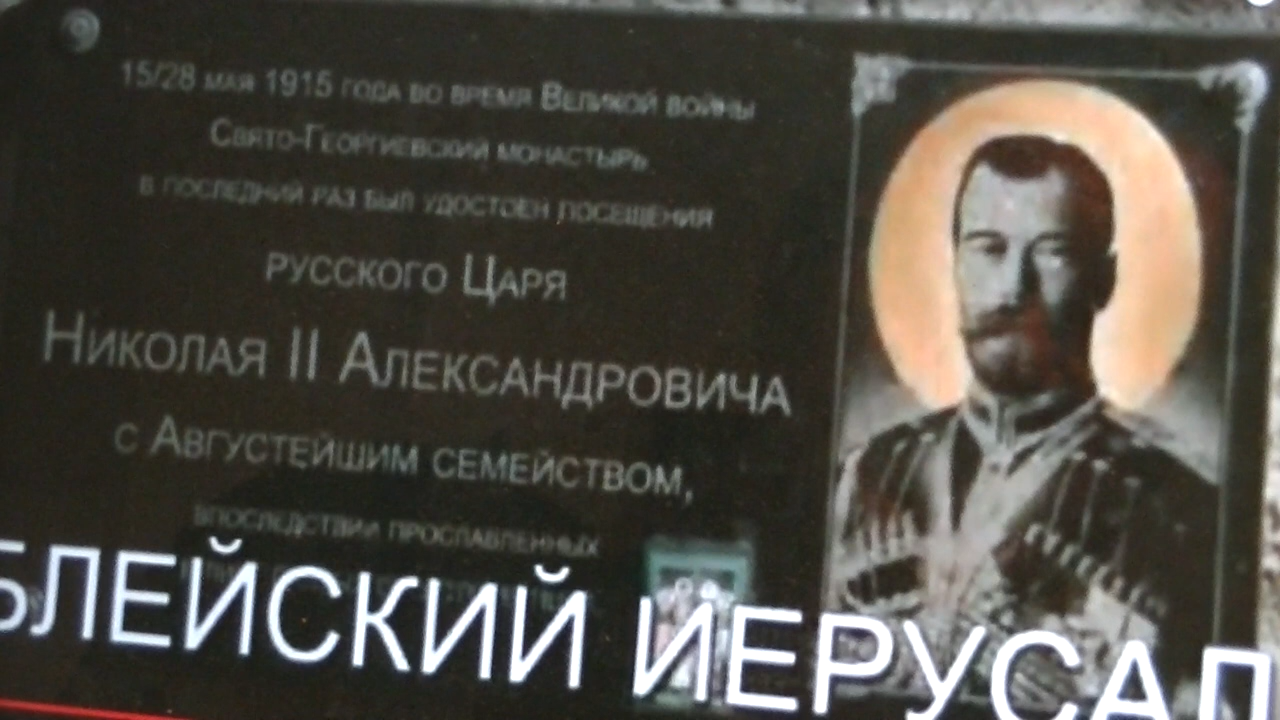 15/28 мая 1915 года во время Великой войны
Свято-Георгиевский монастырь
в последний раз был удостоен посещения
русского Царя
Николая II Александровича
с Августейшим семейством,
впоследствии прославленных
БЛЕЙСКИЙ ИЕРУСАЛ